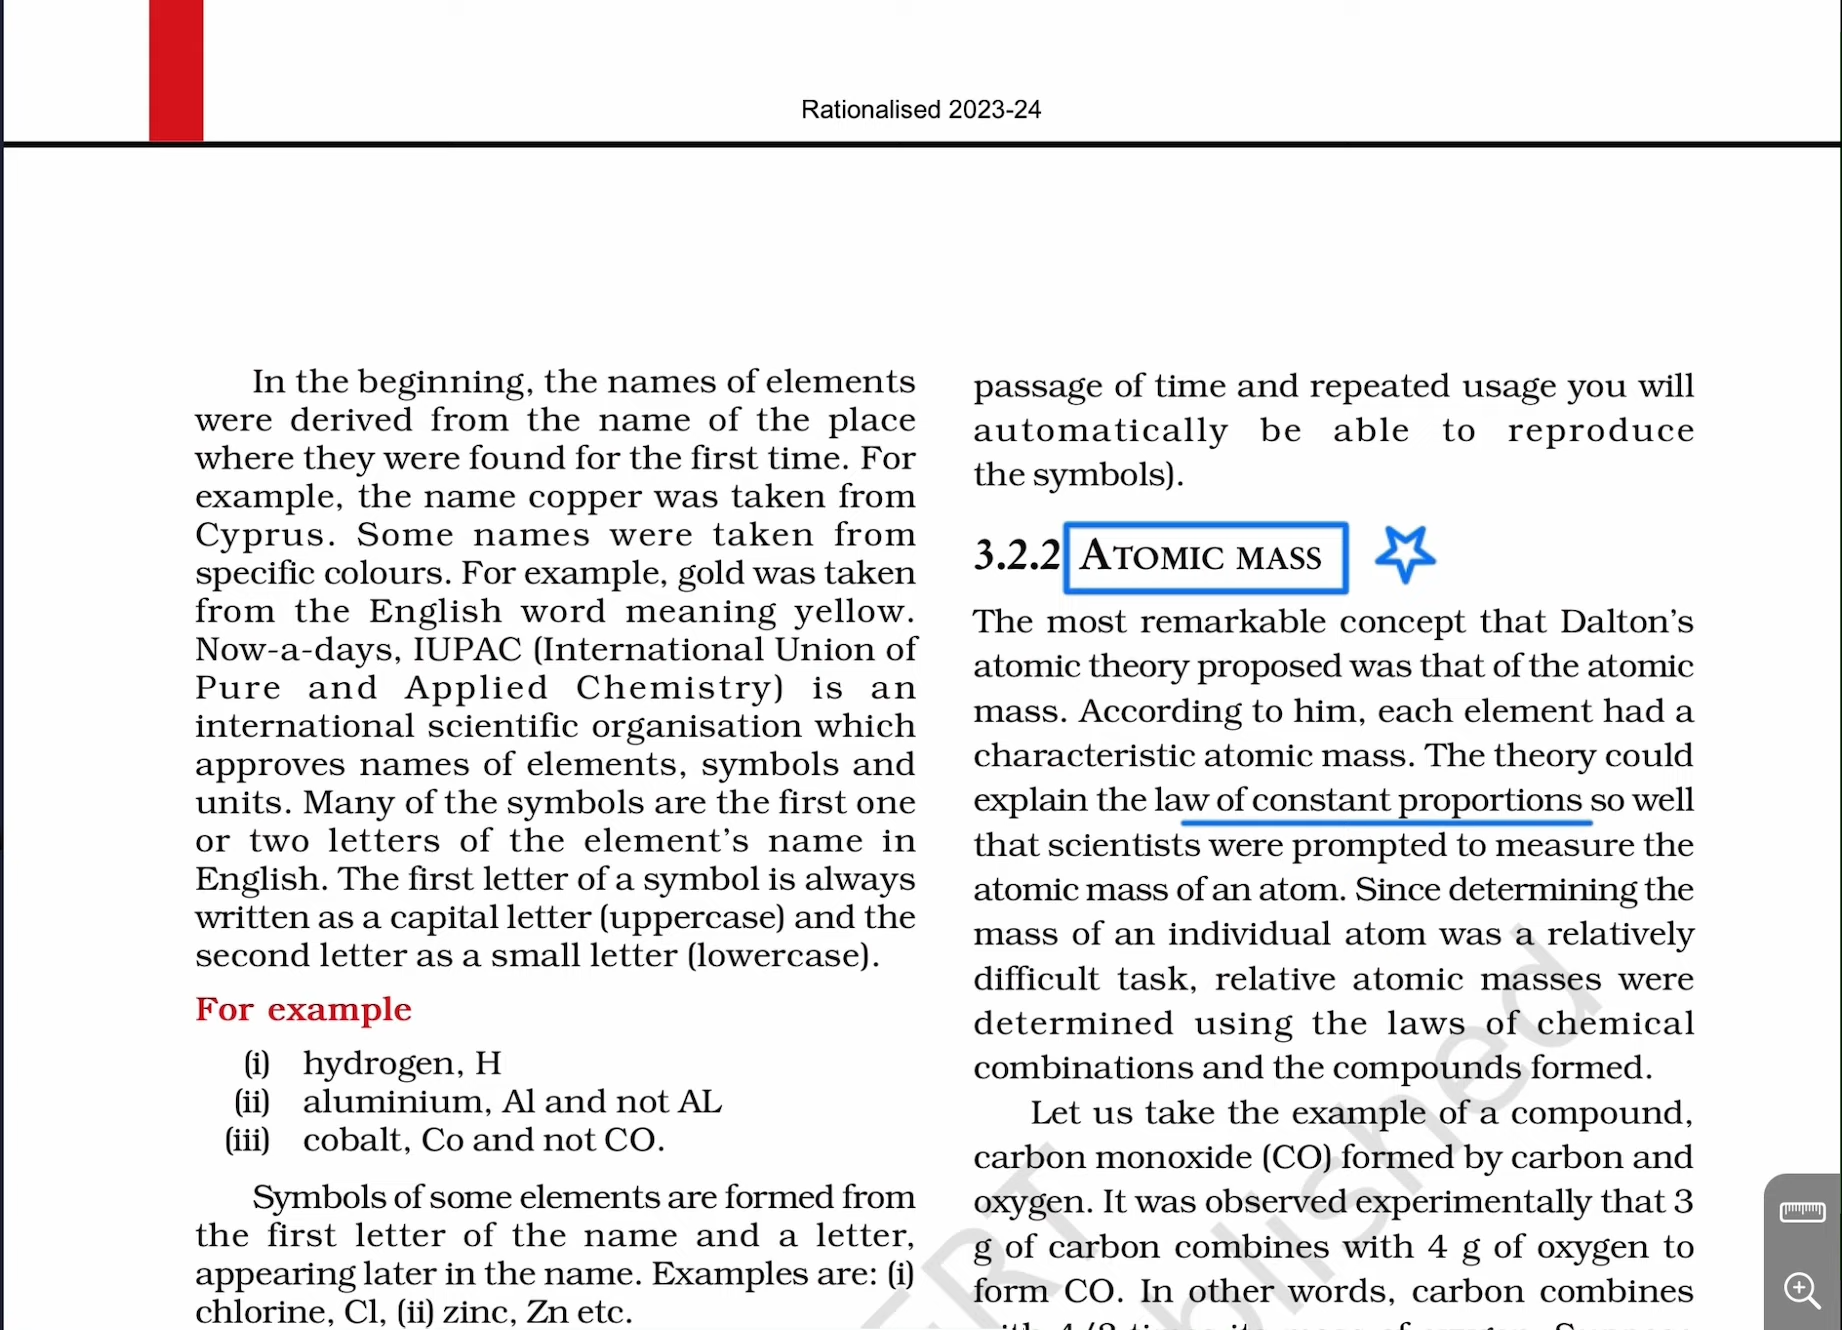 Rationalised 2023-24
In the beginning, the names of elements
were derived from the name of the place
where they were found for the first time. For
example, the name copper was taken from
Cyprus. Some names were taken from
specific colours. For example, gold was taken
from the English word meaning yellow.
Now-a-days, IUPAC (International Union of
Pure and Applied Chemistry) is an
international scientific organisation which
approves names of elements, symbols and
units. Many of the symbols are the first one
or two letters of the element's name in
English. The first letter of a symbol is always
written as a capital letter (uppercase) and the
second letter as a small letter (lowercase).
For example
(i) hydrogen, H
(ii) aluminium, Al and not AL
(iii) cobalt, Co and not CO.
Symbols of some elements are formed from
the first letter of the name and a letter,
appearing later in the name. Examples are: (i)
chlorine, Cl, (ii) zinc, Zn etc.
passage of time and repeated usage you will
automatically be able to reproduce
the symbols).
3.2.2 ATOMIC MASS
The most remarkable concept that Dalton's
atomic theory proposed was that of the atomic
mass. According to him, each element had a
characteristic atomic mass. The theory could
explain the law of constant proportions so well
that scientists were prompted to measure the
atomic mass of an atom. Since determining the
mass of an individual atom was a relatively
difficult task, relative atomic masses were
determined using the laws of chemical
combinations and the compounds formed.
Let us take the example of a compound,
carbon monoxide (CO) formed by carbon and
oxygen. It was observed experimentally that 3
g of carbon combines with 4 g of oxygen to
form CO. In other words, carbon combines